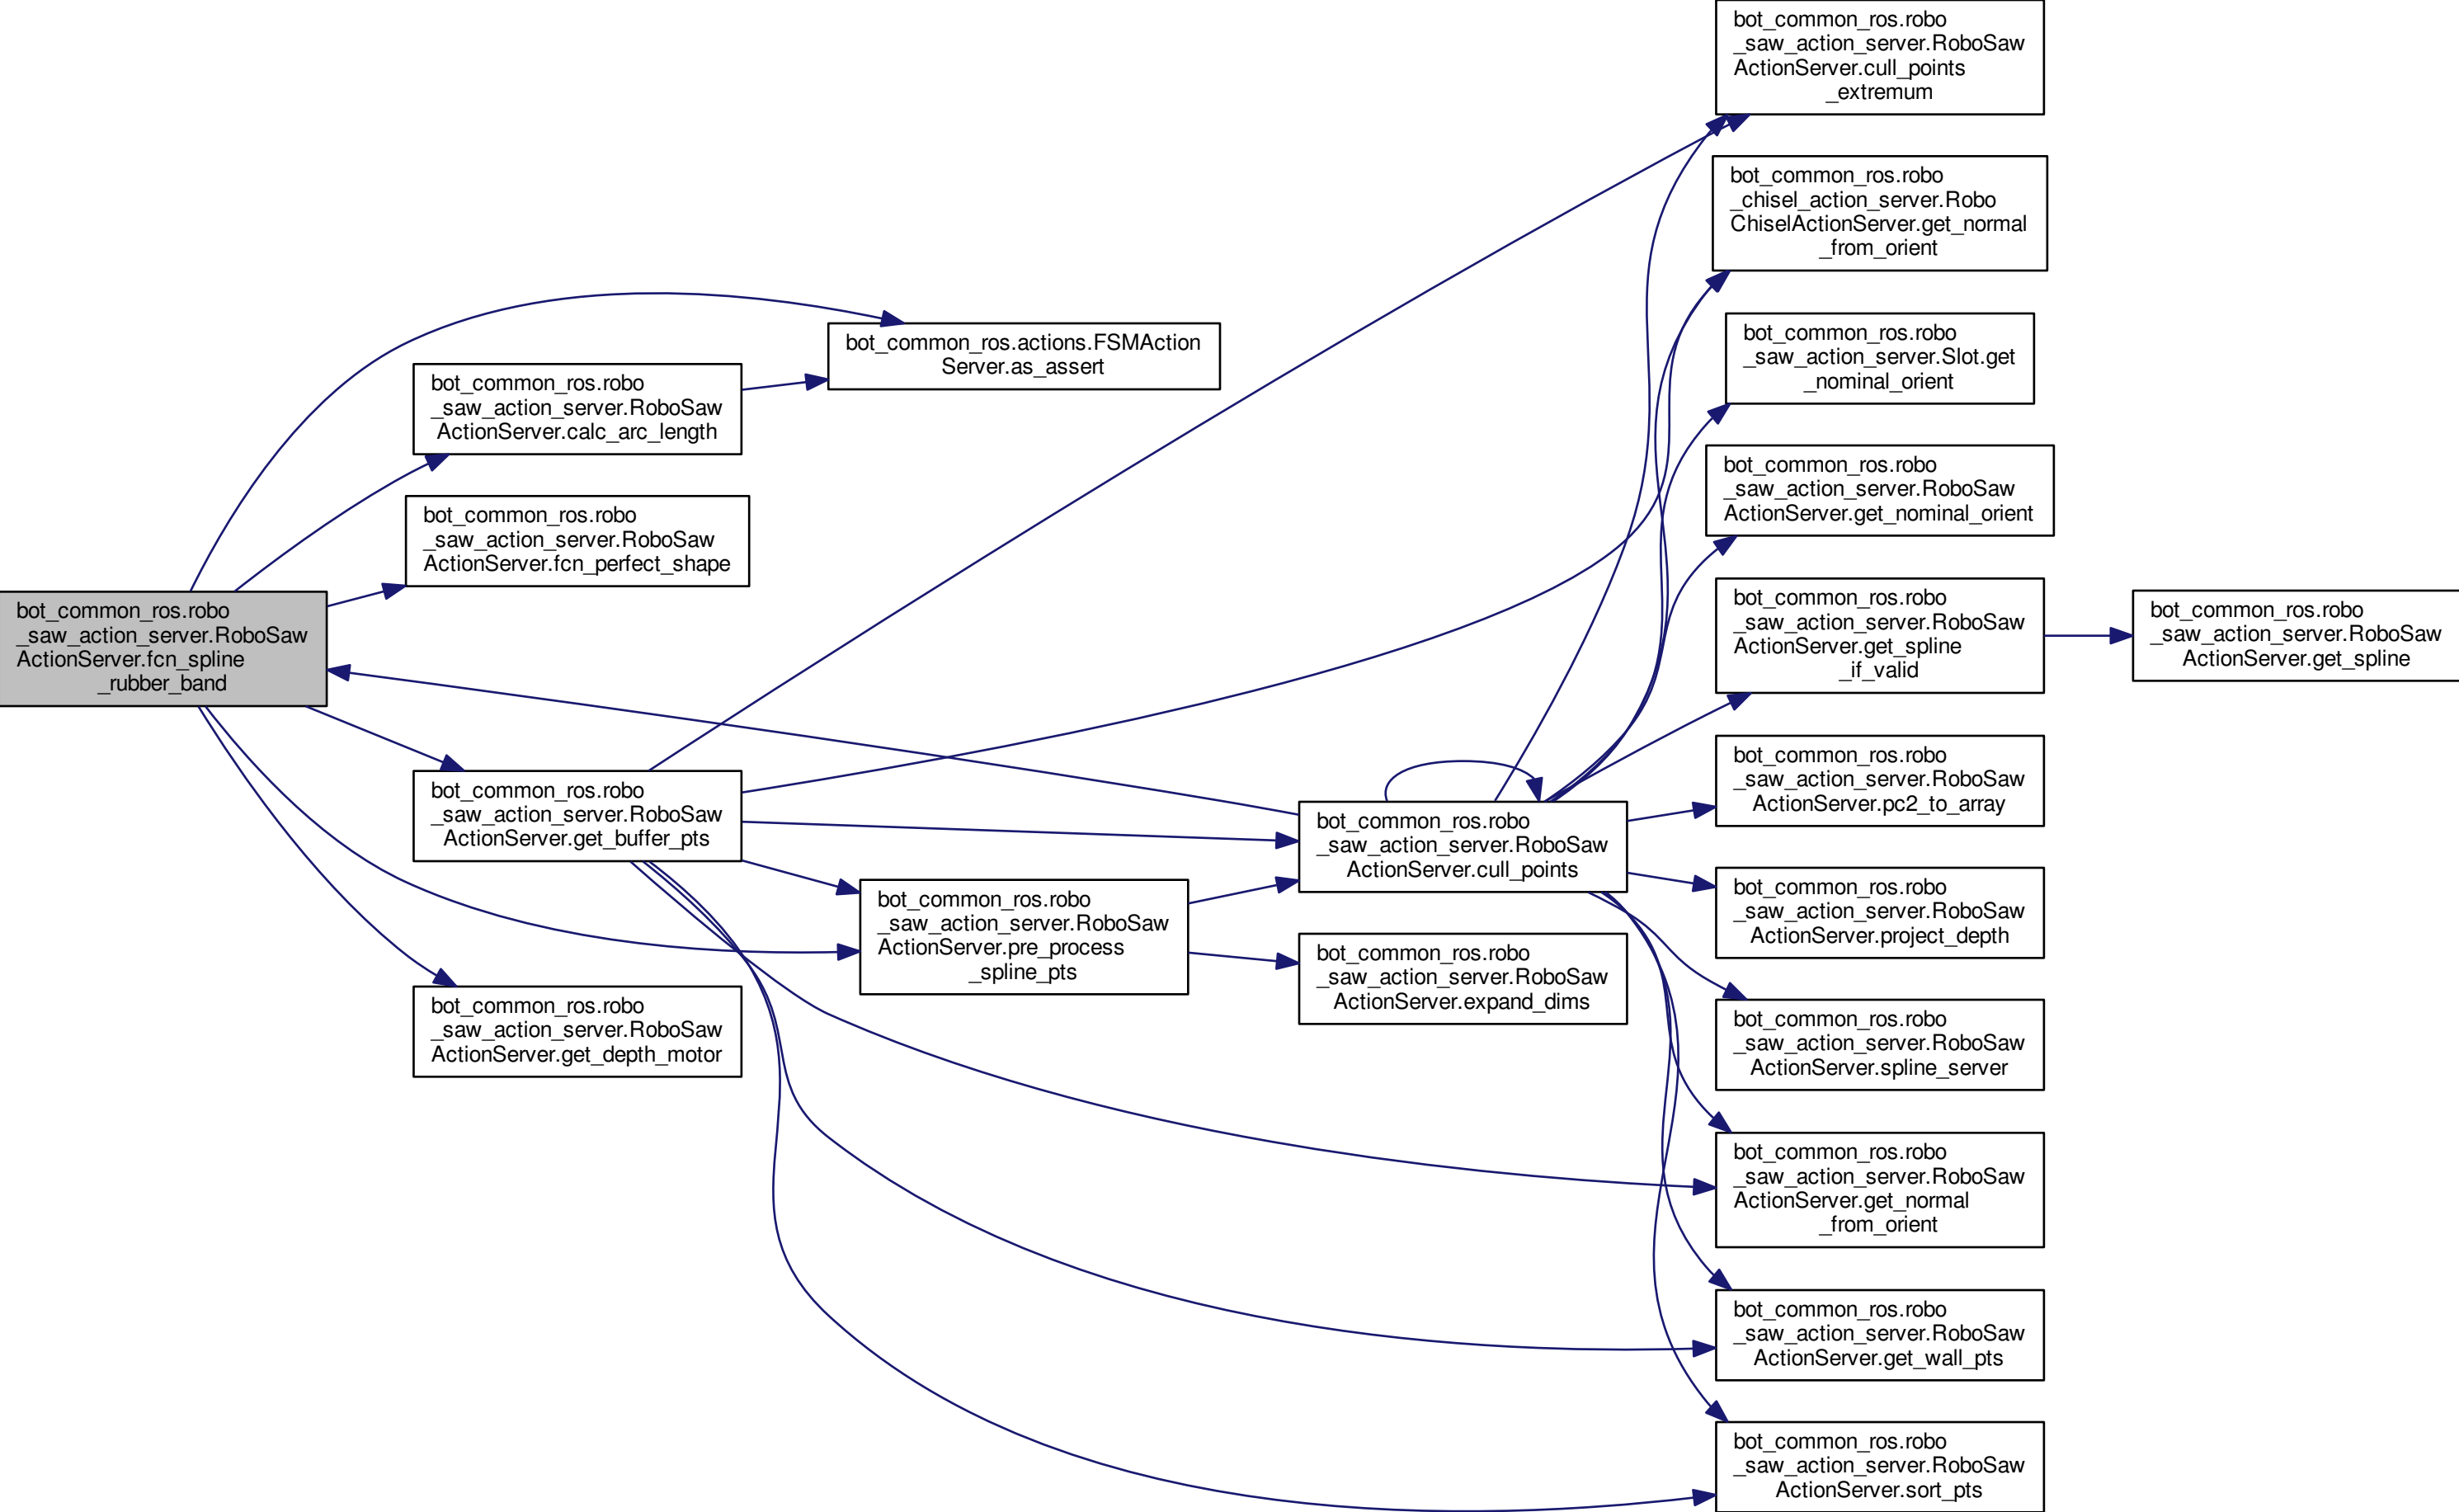 bot_common_ros.robo
_saw_action_server.RoboSaw
ActionServer.fcn_spline
_rubber_band
bot_common_ros.robo
_saw_action_server.RoboSaw
ActionServer.calc_arc_length
bot_common_ros.robo
_saw_action_server.RoboSaw
ActionServer.fcn_perfect_shape
bot_common_ros.robo
_saw_action_server.RoboSaw
ActionServer.get_buffer_pts
bot_common_ros.robo
_saw_action_server.RoboSaw
ActionServer.get_depth_motor
bot_common_ros.actions.FSMAction
Server.as_assert
bot_common_ros.robo
_saw_action_server.RoboSaw
ActionServer.pre_process
_spline_pts
bot_common_ros.robo
_saw_action_server.RoboSaw
ActionServer.cull_points
bot_common_ros.robo
_saw_action_server.RoboSaw
ActionServer.expand_dims
bot_common_ros.robo
_saw_action_server.RoboSaw
ActionServer.cull_points
_extremum
bot_common_ros.robo
_chisel_action_server.Robo
ChiselActionServer.get_normal
_from_orient
bot_common_ros.robo
_saw_action_server.Slot.get
_nominal_orient
bot_common_ros.robo
_saw_action_server.RoboSaw
ActionServer.get_nominal_orient
bot_common_ros.robo
_saw_action_server.RoboSaw
ActionServer.get_spline
_if_valid
bot_common_ros.robo
_saw_action_server.RoboSaw
ActionServer.pc2_to_array
bot_common_ros.robo
_saw_action_server.RoboSaw
ActionServer.project_depth
bot_common_ros.robo
_saw_action_server.RoboSaw
ActionServer.spline_server
bot_common_ros.robo
_saw_action_server.RoboSaw
ActionServer.get_normal
_from_orient
bot_common_ros.robo
_saw_action_server.RoboSaw
ActionServer.get_wall_pts
bot_common_ros.robo
_saw_action_server.RoboSaw
ActionServer.sort_pts
bot_common_ros.robo
_saw_action_server.RoboSaw
ActionServer.get_spline